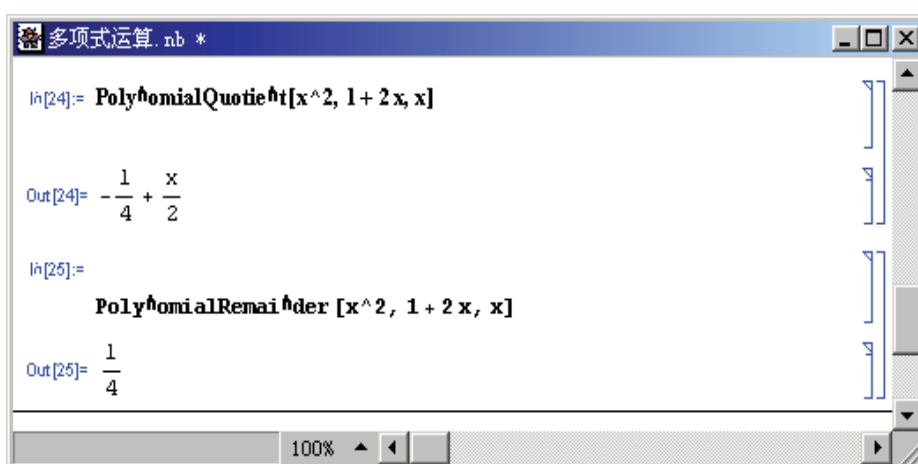 多项式运算.nb *
In[24]:= PolynomialQuotient[x^2, 1 + 2 x, x]
Out[24]= -1/4 + x/2
In[25]:=
PolynomialRemainder [x^2, 1 + 2 x, x]
Out[25]= 1/4
100%